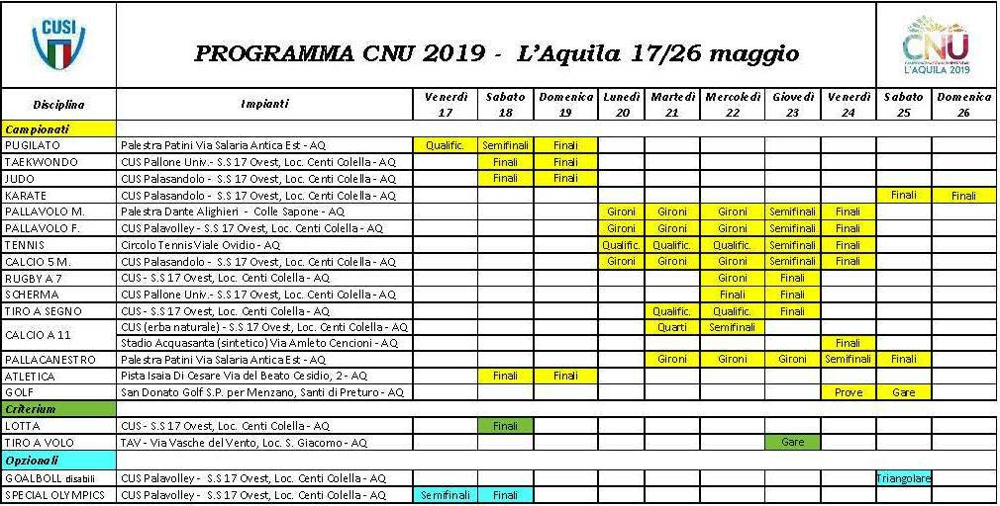 CUSI
PROGRAMMA CNU 2019 - L'Aquila 17/26 maggio
CNU
L'AQUILA 2019
Disciplina Impianti Venerdì 17 Sabato 18 Domenica 19 Lunedì 20 Martedì 21 Mercoledì 22 Giovedì 23 Venerdì 24 Sabato 25 Domenica 26
Campionati
PUGILATO Palestra Patini Via Salaria Antica Est - AQ Qualific. Semifinali Finali
TAEKWONDO CUS Pallone Univ.- S.S 17 Ovest, Loc. Centi Colella - AQ Finali Finali
JUDO CUS Palasandolo - S.S 17 Ovest, Loc. Centi Colella - AQ Finali Finali
KARATE CUS Palasandolo - S.S 17 Ovest, Loc. Centi Colella - AQ Finali Finali
PALLAVOLO M. Palestra Dante Alighieri - Colle Sapone - AQ Gironi Gironi Gironi Semifinali Finali
PALLAVOLO F. CUS Palavolley - S.S 17 Ovest, Loc. Centi Colella - AQ Gironi Gironi Gironi Semifinali Finali
TENNIS Circolo Tennis Viale Ovidio - AQ Qualific. Qualific. Qualific. Semifinali Finali
CALCIO 5 M. CUS Palasandolo - S.S 17 Ovest, Loc. Centi Colella - AQ Gironi Gironi Gironi Semifinali Finali
RUGBY A 7 CUS - S.S 17 Ovest, Loc. Centi Colella - AQ Gironi Finali
SCHERMA CUS Pallone Univ.- S.S 17 Ovest, Loc. Centi Colella - AQ Finali Finali
TIRO A SEGNO CUS - S.S 17 Ovest, Loc. Centi Colella - AQ Qualific. Qualific. Finali
CALCIO A 11 CUS (erba naturale) - S.S 17 Ovest, Loc. Centi Colella - AQ Quarti Semifinali
Stadio Acquasanta (sintetico) Via Amleto Cencioni - AQ Finali
PALLACANESTRO Palestra Patini Via Salaria Antica Est - AQ Gironi Gironi Gironi Semifinali Finali
ATLETICA Pista Isaia Di Cesare Via del Beato Cesidio, 2 - AQ Finali Finali
GOLF San Donato Golf S.P. per Menzano, Santi di Preturo - AQ Prove Gare
Criterium
LOTTA CUS - S.S 17 Ovest, Loc. Centi Colella - AQ Finali
TIRO A VOLO TAV - Via Vasche del Vento, Loc. S. Giacomo - AQ Gare
Opzionali
GOALBOLL disabili CUS Palavolley - S.S 17 Ovest, Loc. Centi Colella - AQ Triangolare
SPECIAL OLYMPICS CUS Palavolley - S.S 17 Ovest, Loc. Centi Colella - AQ Semifinali Finali